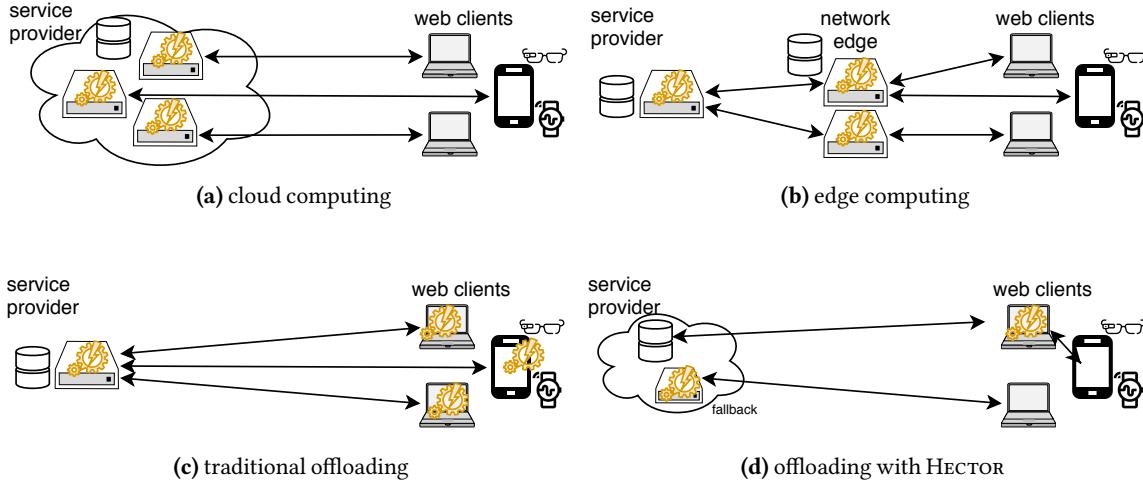 service
provider
web clients
(a) cloud computing
service
provider
network
edge
web clients
(b) edge computing
service
provider
web clients
(c) traditional offloading
service
provider
web clients
fallback
(d) offloading with HECTOR